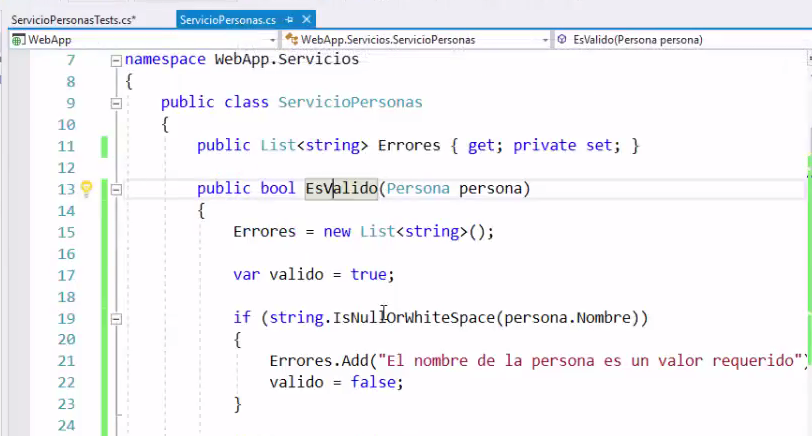 ServicioPersonasTests.cs* ServicioPersonas.cs
WebApp WebApp.Servicios.ServicioPersonas EsValido(Persona persona)
7 namespace WebApp.Servicios
8 {
9 public class ServicioPersonas
10 {
11 public List<string> Errores { get; private set; }
12
13 public bool EsValido(Persona persona)
14 {
15 Errores = new List<string>();
16
17 var valido = true;
18
19 if (string.IsNullOrWhiteSpace(persona.Nombre))
20 {
21 Errores.Add("El nombre de la persona es un valor requerido")
22 valido = false;
23 }
24